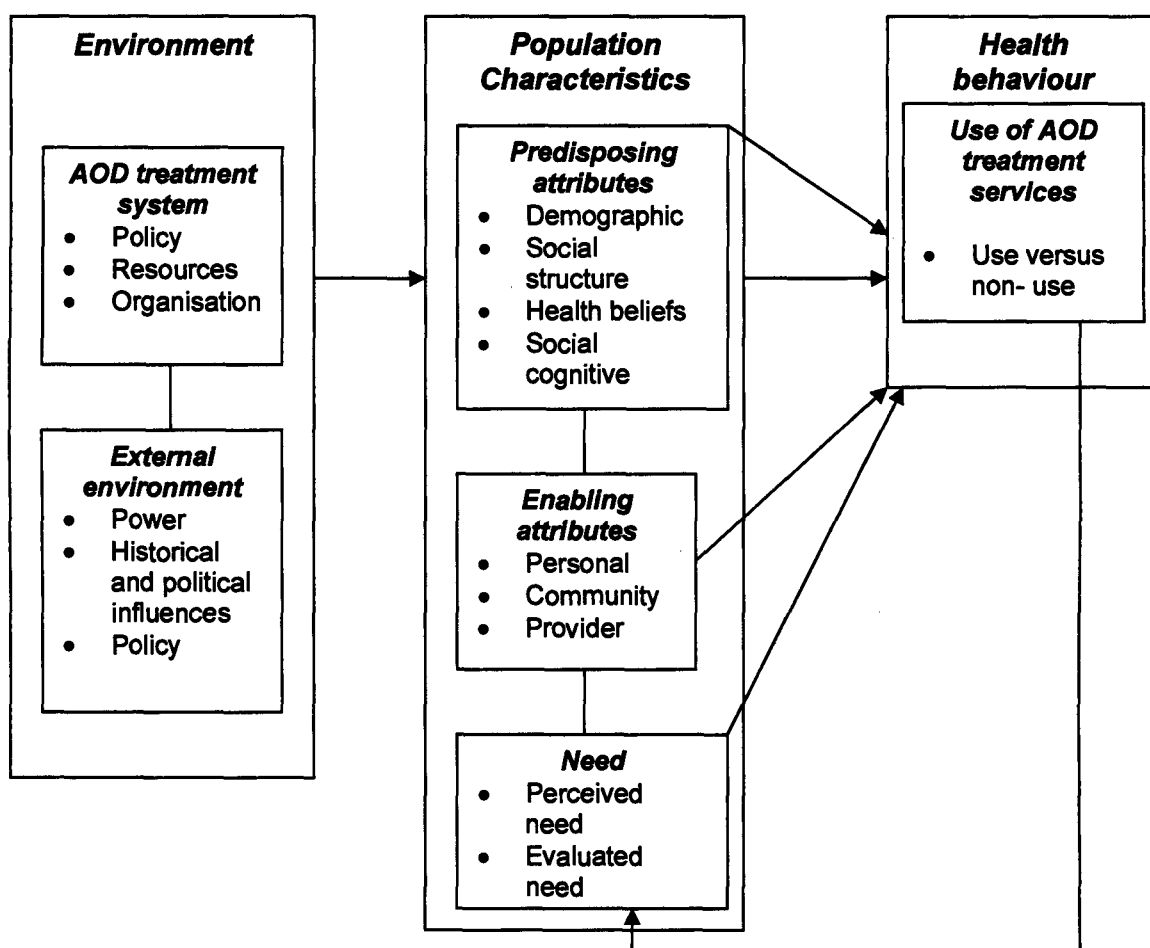 Environment
AOD treatment
system
• Policy
• Resources
• Organisation
External
environment
• Power
• Historical
and political
influences
• Policy
Population
Characteristics
Predisposing
attributes
• Demographic
• Social
structure
• Health beliefs
• Social
cognitive
Enabling
attributes
• Personal
• Community
• Provider
Need
• Perceived
need
• Evaluated
need
Health
behaviour
Use of AOD
treatment
services
• Use versus
non- use